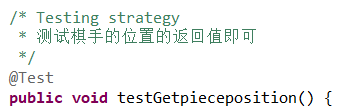 /* Testing strategy
* 测试棋手的位置的返回值即可
*/
@Test
public void testGetpieceposition() {